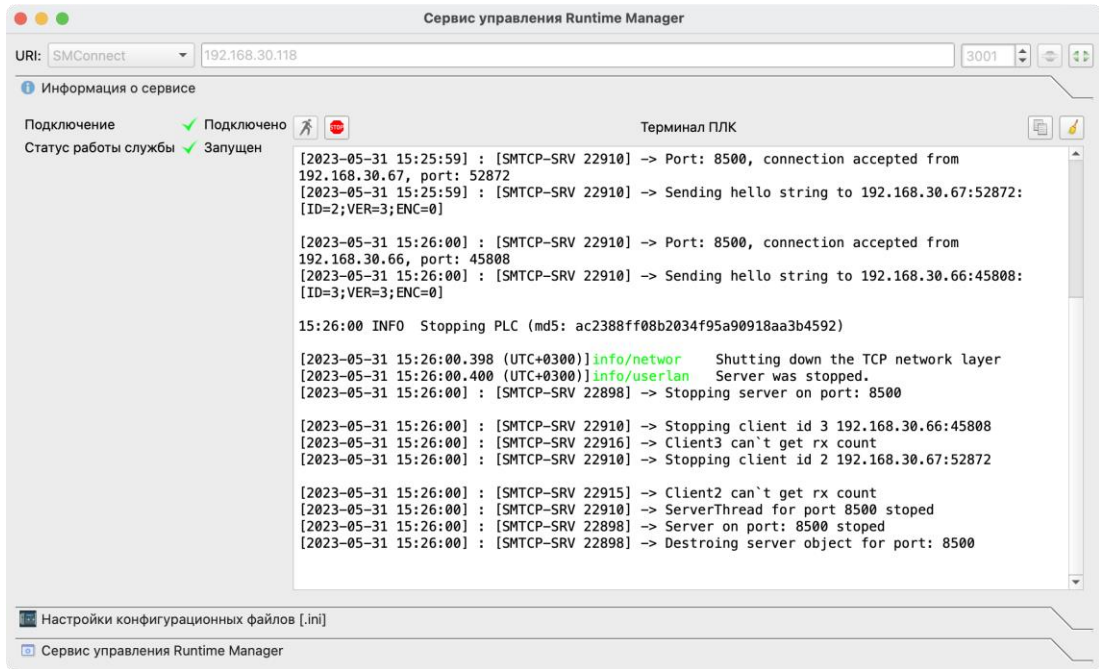 Сервис управления Runtime Manager
URI: SMConnect 192.168.30.118 3001
Информация о сервисе
Подключение Подключено STOP Терминал ПЛК
Статус работы службы Запущен
[2023-05-31 15:25:59] : [SMTCP-SRV 22910] -> Port: 8500, connection accepted from
192.168.30.67, port: 52872
[2023-05-31 15:25:59] : [SMTCP-SRV 22910] -> Sending hello string to 192.168.30.67:52872:
[ID=2;VER=3;ENC=0]
[2023-05-31 15:26:00] : [SMTCP-SRV 22910] -> Port: 8500, connection accepted from
192.168.30.66, port: 45808
[2023-05-31 15:26:00] : [SMTCP-SRV 22910] -> Sending hello string to 192.168.30.66:45808:
[ID=3;VER=3;ENC=0]
15:26:00 INFO Stopping PLC (md5: ac2388ff08b2034f95a90918aa3b4592)
[2023-05-31 15:26:00.398 (UTC+0300)]info/networ Shutting down the TCP network layer
[2023-05-31 15:26:00.400 (UTC+0300)]info/userlan Server was stopped.
[2023-05-31 15:26:00] : [SMTCP-SRV 22898] -> Stopping server on port: 8500
[2023-05-31 15:26:00] : [SMTCP-SRV 22910] -> Stopping client id 3 192.168.30.66:45808
[2023-05-31 15:26:00] : [SMTCP-SRV 22916] -> Client3 can`t get rx count
[2023-05-31 15:26:00] : [SMTCP-SRV 22910] -> Stopping client id 2 192.168.30.67:52872
[2023-05-31 15:26:00] : [SMTCP-SRV 22915] -> Client2 can`t get rx count
[2023-05-31 15:26:00] : [SMTCP-SRV 22910] -> ServerThread for port 8500 stoped
[2023-05-31 15:26:00] : [SMTCP-SRV 22898] -> Server on port: 8500 stoped
[2023-05-31 15:26:00] : [SMTCP-SRV 22898] -> Destroing server object for port: 8500
Настройки конфигурационных файлов [.ini]
Сервис управления Runtime Manager